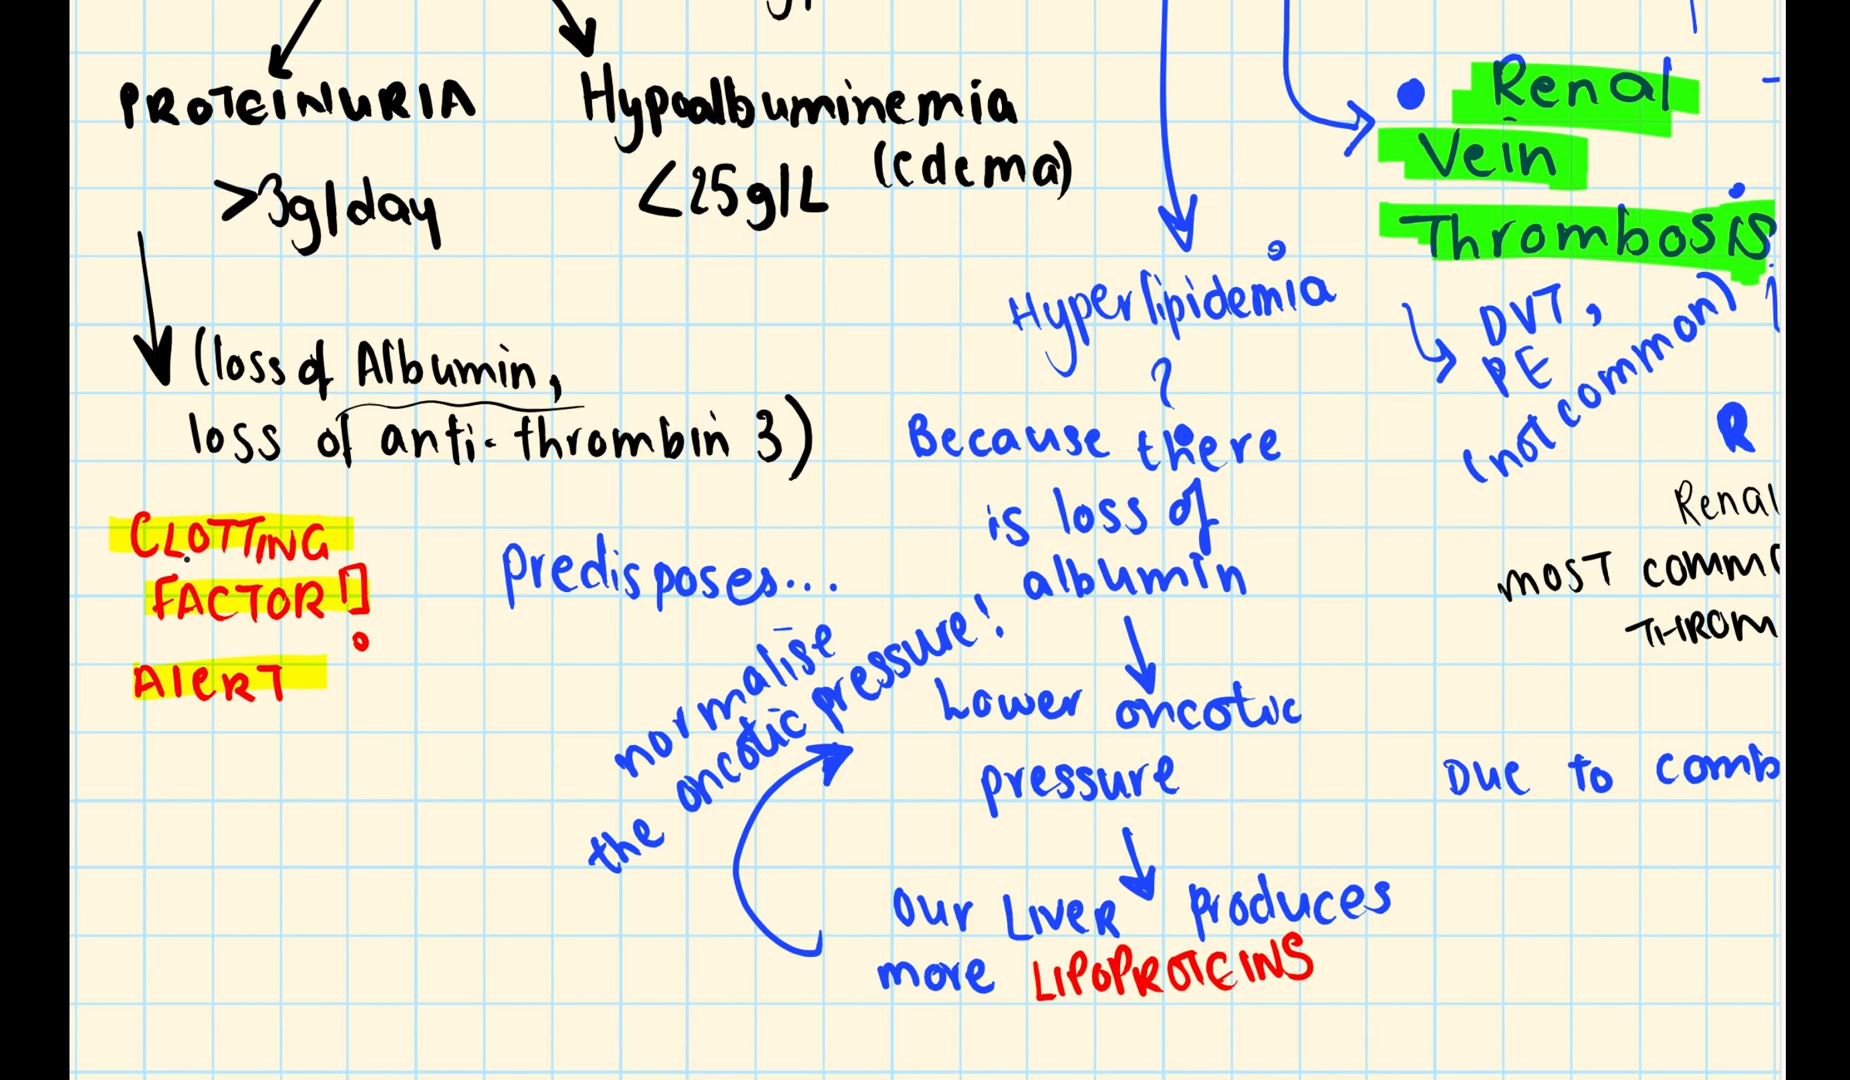 PROTEINURIA
>3g/day
Hypoalbuminemia
<25g/L (edema)
(loss of Albumin,
loss of anti-thrombin 3)
CLOTTING
FACTOR!
ALERT
Predisposes...
Hyperlipidemia
?
Because there
is loss of
albumin
Lower oncotic
pressure
Our LIVER produces
more LIPOPROTEINS
normalise
the oncotic pressure!
• Renal
Vein
Thrombosis
DVT,
PE
(not common)
R
Renal
most comm
THROM
Due to comb